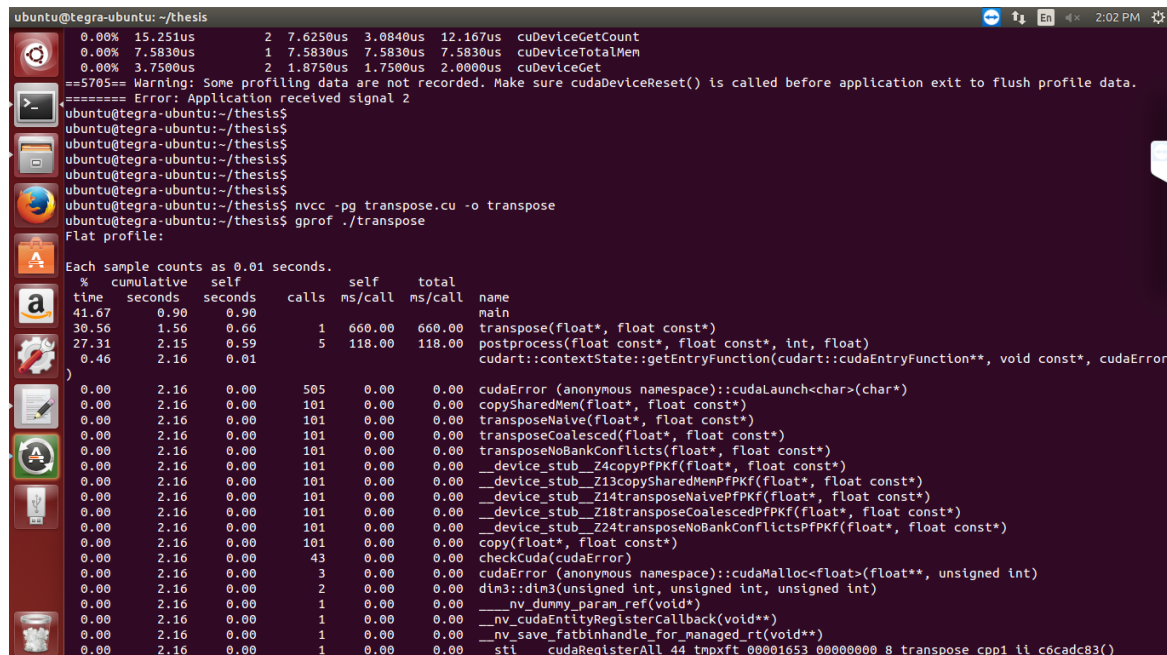 ubuntu@tegra-ubuntu: ~/thesis
En
2:02 PM
0.00%  15.251us         2  7.6250us  3.0840us  12.167us  cuDeviceGetCount
0.00%  7.5830us         1  7.5830us  7.5830us  7.5830us  cuDeviceTotalMem
0.00%  3.7500us         2  1.8750us  1.7500us  2.0000us  cuDeviceGet
==5705== Warning: Some profiling data are not recorded. Make sure cudaDeviceReset() is called before application exit to flush profile data.
======== Error: Application received signal 2
ubuntu@tegra-ubuntu:~/thesis$
ubuntu@tegra-ubuntu:~/thesis$
ubuntu@tegra-ubuntu:~/thesis$
ubuntu@tegra-ubuntu:~/thesis$
ubuntu@tegra-ubuntu:~/thesis$
ubuntu@tegra-ubuntu:~/thesis$
ubuntu@tegra-ubuntu:~/thesis$ nvcc -pg transpose.cu -o transpose
ubuntu@tegra-ubuntu:~/thesis$ gprof ./transpose
Flat profile:
Each sample counts as 0.01 seconds.
%   cumulative   self              self     total
time   seconds   seconds    calls  ms/call  ms/call  name
41.67      0.90     0.90                             main
30.56      1.56     0.66        1   660.00   660.00  transpose(float*, float const*)
27.31      2.15     0.59        5   118.00   118.00  postprocess(float const*, float const*, int, float)
0.46      2.16     0.01                             cudart::contextState::getEntryFunction(cudart::cudaEntryFunction**, void const*, cudaError
)
0.00      2.16     0.00      505     0.00     0.00  cudaError (anonymous namespace)::cudaLaunch<char>(char*)
0.00      2.16     0.00      101     0.00     0.00  copySharedMem(float*, float const*)
0.00      2.16     0.00      101     0.00     0.00  transposeNaive(float*, float const*)
0.00      2.16     0.00      101     0.00     0.00  transposeCoalesced(float*, float const*)
0.00      2.16     0.00      101     0.00     0.00  transposeNoBankConflicts(float*, float const*)
0.00      2.16     0.00      101     0.00     0.00  __device_stub__Z4copyPfPKf(float*, float const*)
0.00      2.16     0.00      101     0.00     0.00  __device_stub__Z13copySharedMemPfPKf(float*, float const*)
0.00      2.16     0.00      101     0.00     0.00  __device_stub__Z14transposeNaivePfPKf(float*, float const*)
0.00      2.16     0.00      101     0.00     0.00  __device_stub__Z18transposeCoalescedPfPKf(float*, float const*)
0.00      2.16     0.00      101     0.00     0.00  __device_stub__Z24transposeNoBankConflictsPfPKf(float*, float const*)
0.00      2.16     0.00      101     0.00     0.00  copy(float*, float const*)
0.00      2.16     0.00       43     0.00     0.00  checkCuda(cudaError)
0.00      2.16     0.00        3     0.00     0.00  cudaError (anonymous namespace)::cudaMalloc<float>(float**, unsigned int)
0.00      2.16     0.00        2     0.00     0.00  dim3::dim3(unsigned int, unsigned int, unsigned int)
0.00      2.16     0.00        1     0.00     0.00  ____nv_dummy_param_ref(void*)
0.00      2.16     0.00        1     0.00     0.00  __nv_cudaEntityRegisterCallback(void**)
0.00      2.16     0.00        1     0.00     0.00  __nv_save_fatbinhandle_for_managed_rt(void**)
0.00      2.16     0.00        1     0.00     0.00  __sti____cudaRegisterAll_44_tmpxft_00001653_00000000_8_transpose_cpp1_ii_c6cadc83()